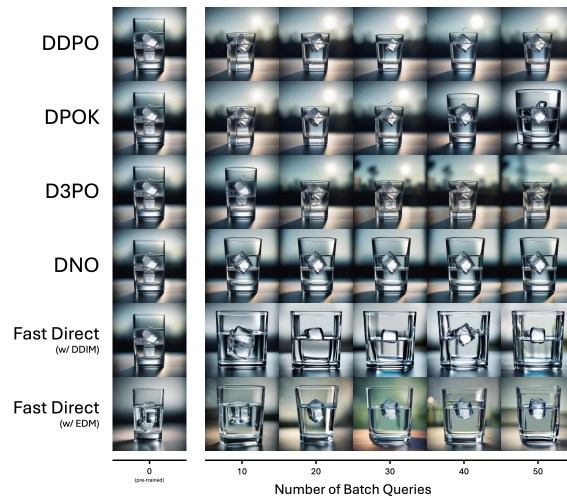 DDPO
DPOK
D3PO
DNO
Fast Direct
(w/ DDIM)
Fast Direct
(w/ EDM)
0 10 20 30 40 50
(pre-trained)
Number of Batch Queries